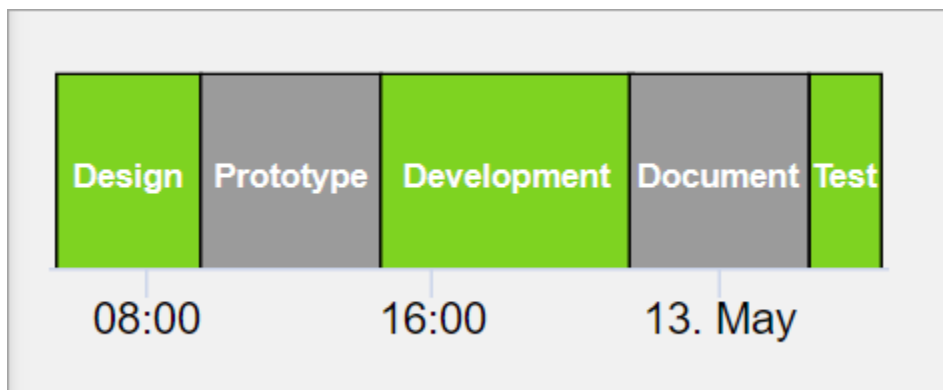 Design
Prototype
Development
Document
Test
08:00
16:00
13. May